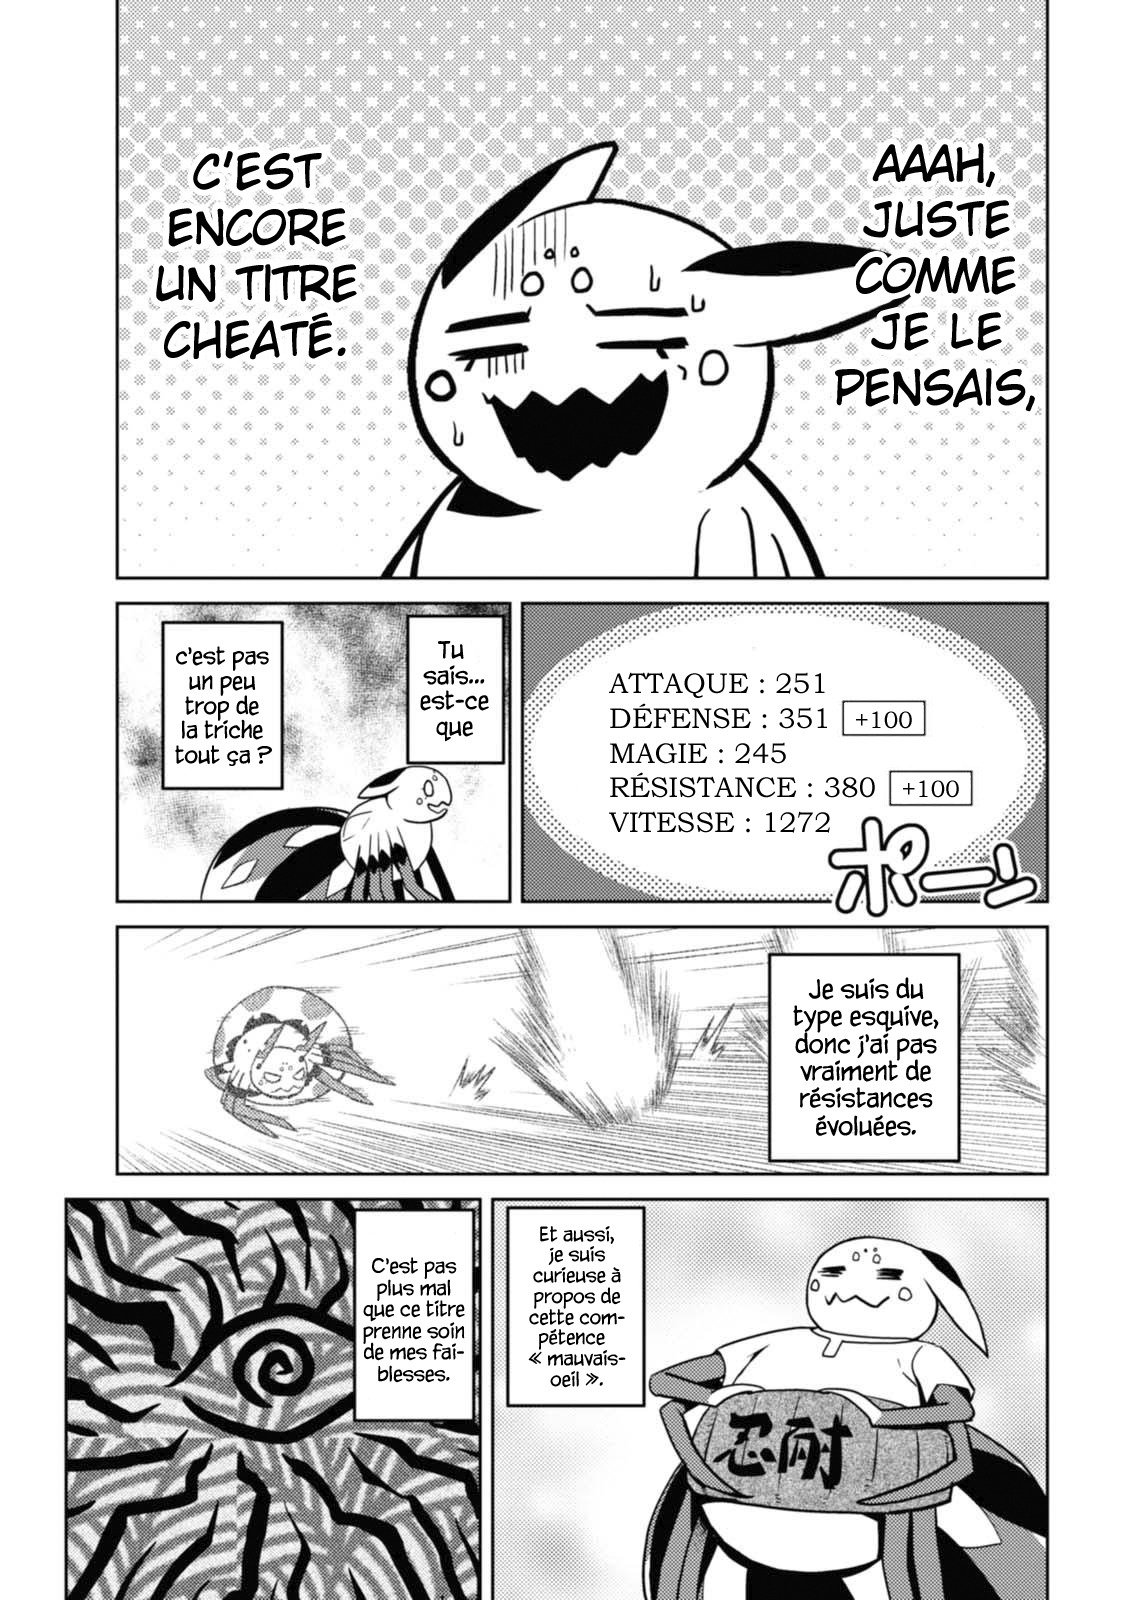 AAAH,
JUSTE
COMME
JE LE
PENSAIS,
C'EST
ENCORE
UN TITRE
CHEATÉ.
ATTAQUE : 251
DÉFENSE : 351 +100
MAGIE : 245
RÉSISTANCE : 380 +100
VITESSE : 1272
ポーン
Tu
sais...
est-ce
que
c'est pas
un peu
trop de
la triche
tout ça ?
Je suis du
type esquive,
donc j'ai pas
vraiment de
résistances
évoluées.
Et aussi,
je suis
curieuse à
propos de
cette com-
pétence
« mauvais-
oeil ».
忍耐
C'est pas
plus mal
que ce titre
prenne soin
de mes fai-
blesses.